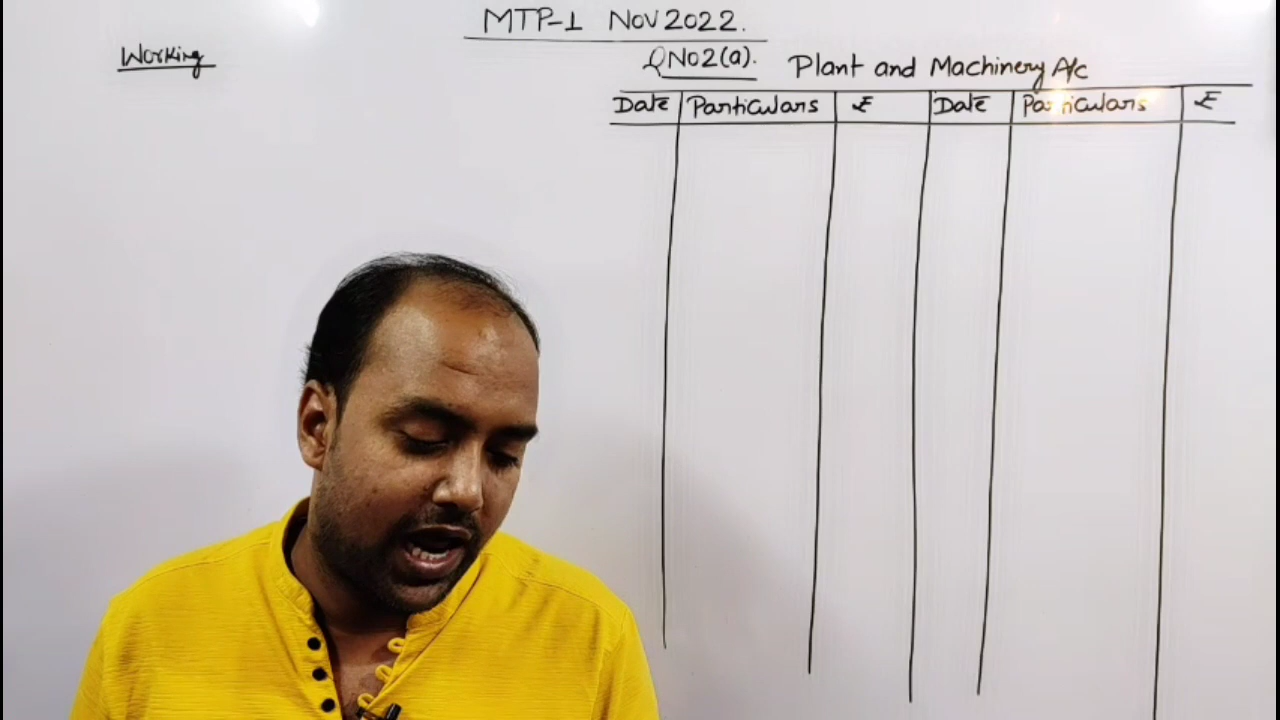 MTP-1 NOV 2022.
Working
QNo2(a). Plant and Machinery A/c
Date Particulars ₹ Date Particulars ₹